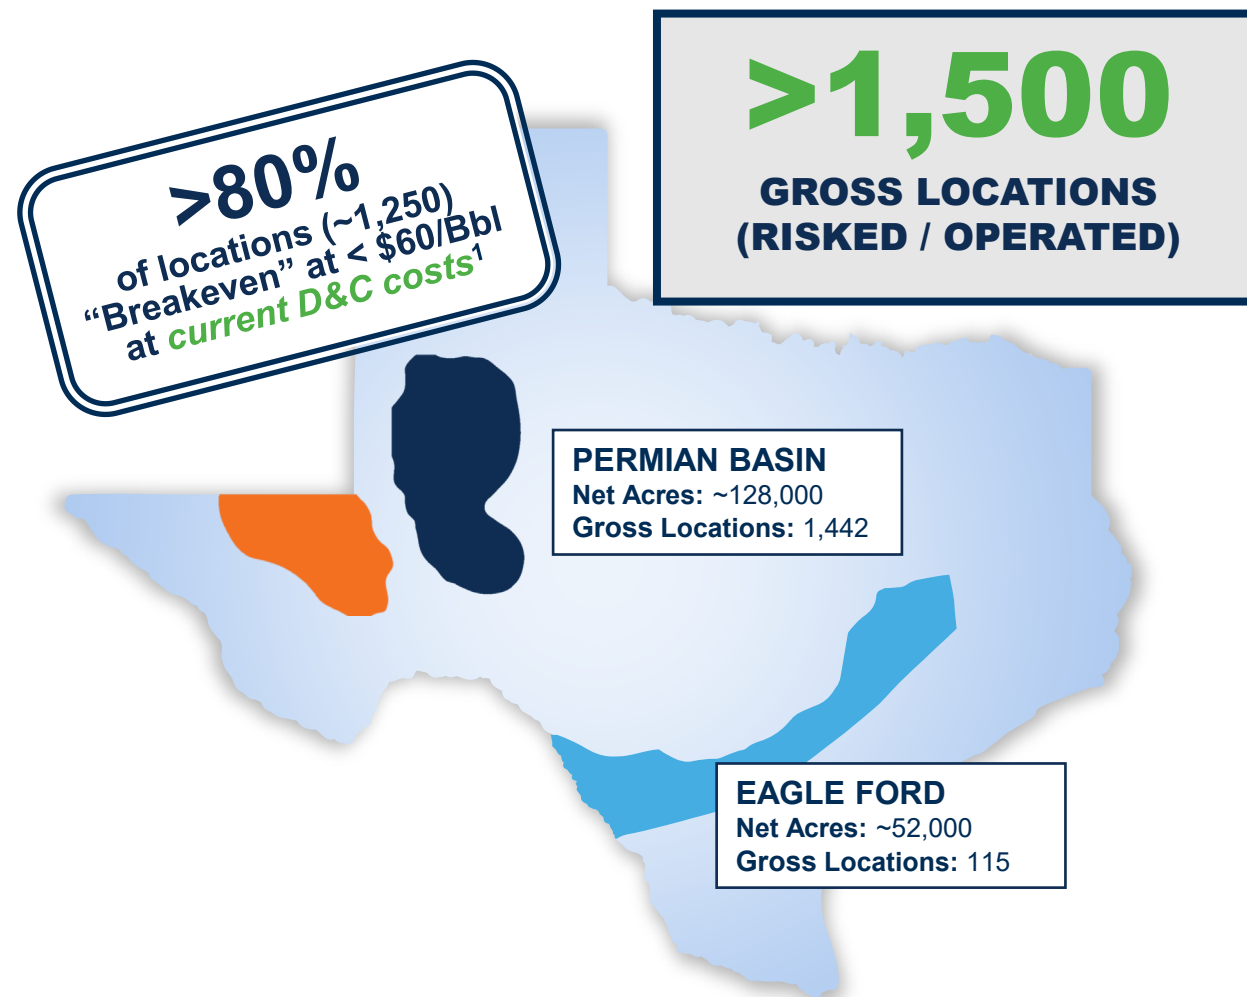 >80%
of locations (~1,250)
“Breakeven” at < $60/Bbl
at current D&C costs1
>1,500
GROSS LOCATIONS
(RISKED / OPERATED)
PERMIAN BASIN
Net Acres: ~128,000
Gross Locations: 1,442
EAGLE FORD
Net Acres: ~52,000
Gross Locations: 115